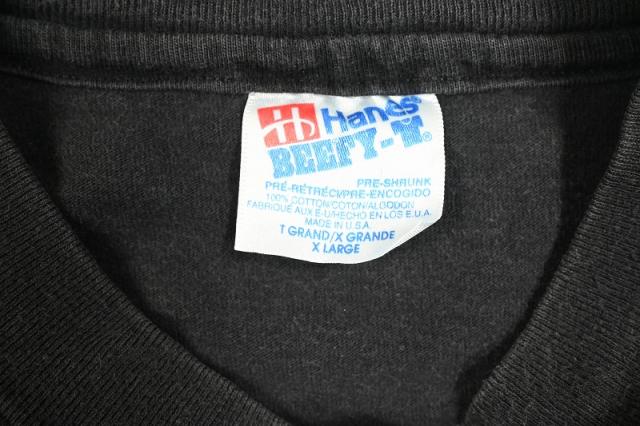 Hanes
BEEFY-T®
PRE-SHRUNK
PRÉ-RÉTRÉCI/PRE-ENCOGIDO
100% COTTON/COTON/ALGODON
FABRIQUE AUX E-U/HECHO EN LOS E.U.A.
MADE IN U.S.A.
T GRAND/X GRANDE
X LARGE